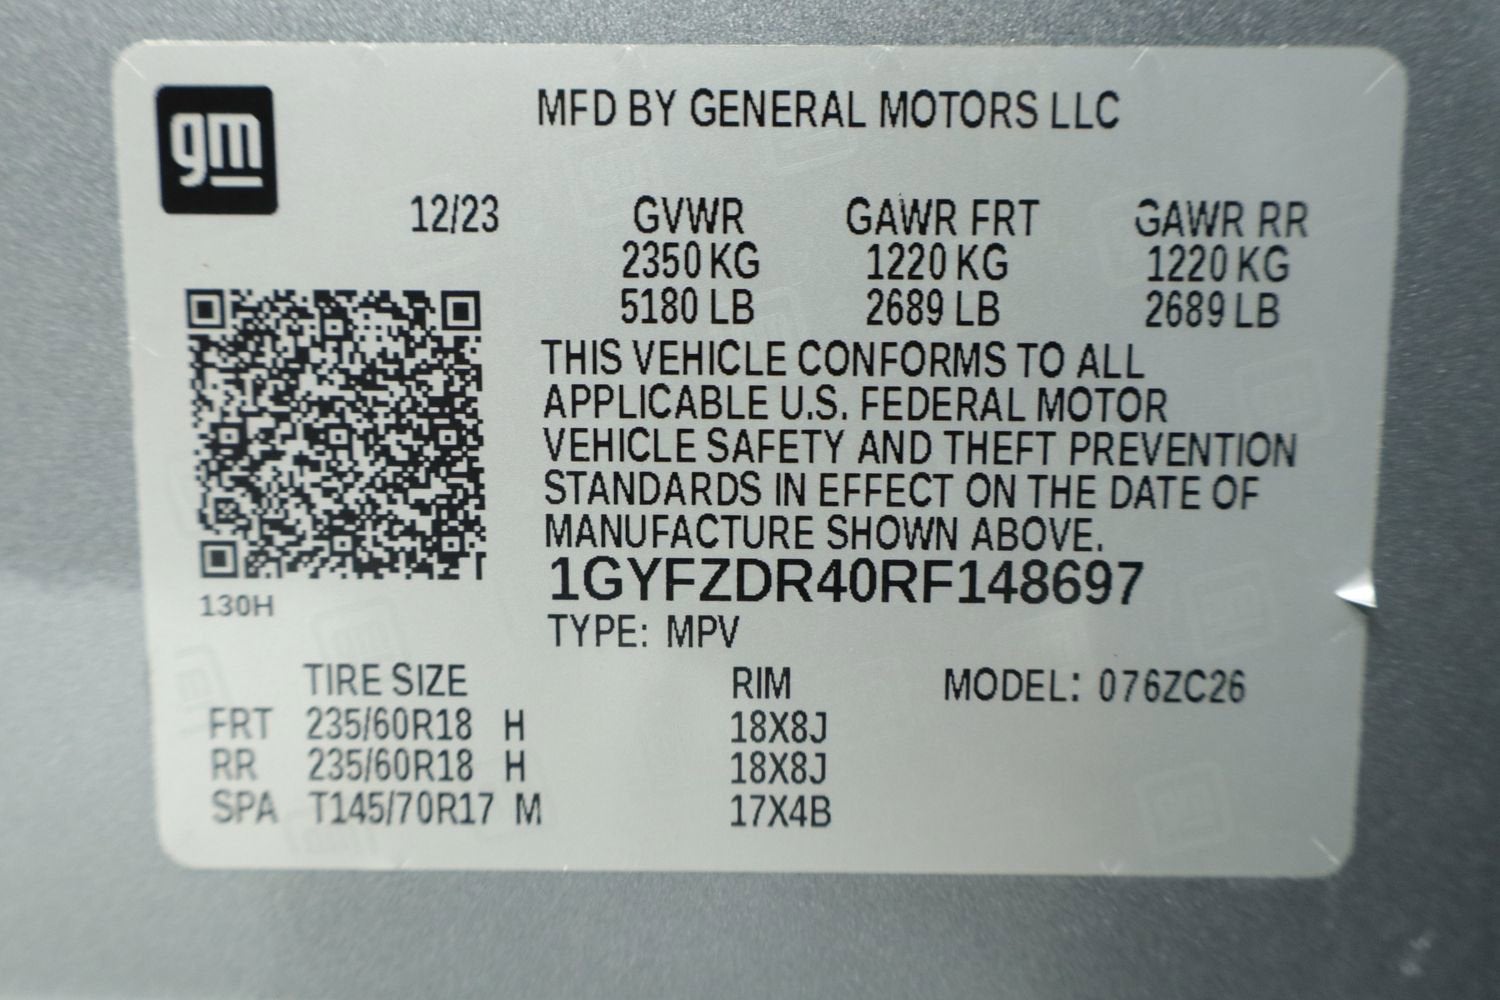 gm
MFD BY GENERAL MOTORS LLC
12/23 GVWR GAWR FRT GAWR RR
2350 KG 1220 KG 1220 KG
5180 LB 2689 LB 2689 LB
THIS VEHICLE CONFORMS TO ALL
APPLICABLE U.S. FEDERAL MOTOR
VEHICLE SAFETY AND THEFT PREVENTION
STANDARDS IN EFFECT ON THE DATE OF
MANUFACTURE SHOWN ABOVE.
1GYFZDR40RF148697
130H
TYPE: MPV
TIRE SIZE RIM MODEL: 076ZC26
FRT 235/60R18 H 18X8J
RR 235/60R18 H 18X8J
SPA T145/70R17 M 17X4B